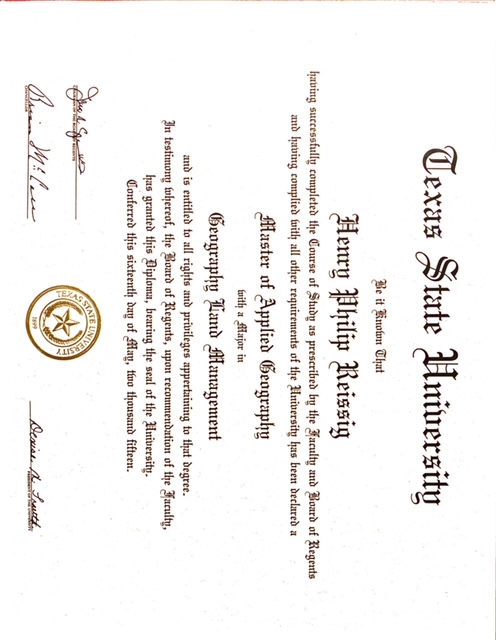 Texas State University
Be it Known That
Henry Philip Reissig
having successfully completed the Course of Study as prescribed by the Faculty and Board of Regents
and having complied with all other requirements of the University has been declared a
Master of Applied Geography
with a Major in
Geography Land Management
and is entitled to all rights and privileges appertaining to that degree.
In testimony whereof, the Board of Regents, upon recommendation of the Faculty,
has granted this Diploma, bearing the seal of the University.
Conferred this sixteenth day of May, two thousand fifteen.
CHAIRMAN OF THE BOARD OF REGENTS
Brian McCall
CHANCELLOR
TEXAS STATE UNIVERSITY
1899
Denise M. Trauth
PRESIDENT OF THE UNIVERSITY